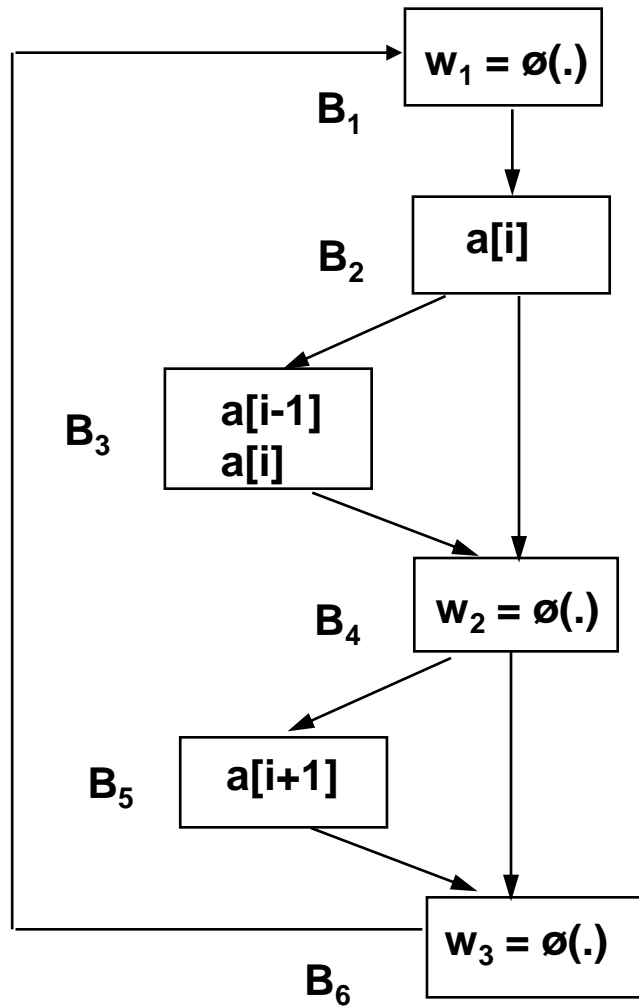 w₁ = ø(.)
B₁
a[i]
B₂
a[i-1]
B₃
a[i]
w₂ = ø(.)
B₄
a[i+1]
B₅
w₃ = ø(.)
B₆